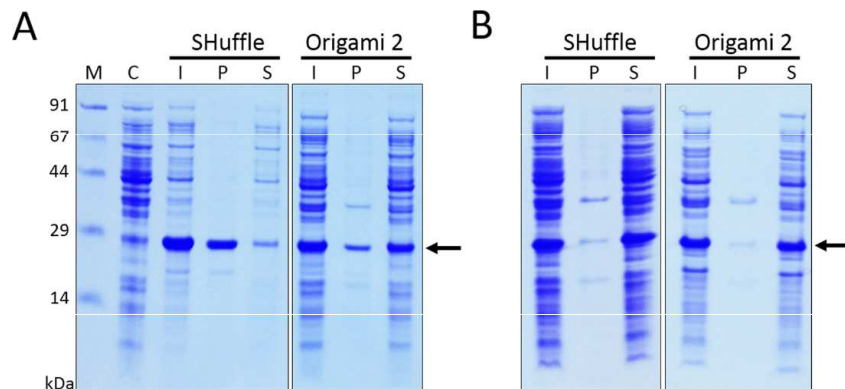 A
B
SHuffle Origami 2
SHuffle Origami 2
M C I P S I P S
I P S I P S
91
67
44
29
14
kDa